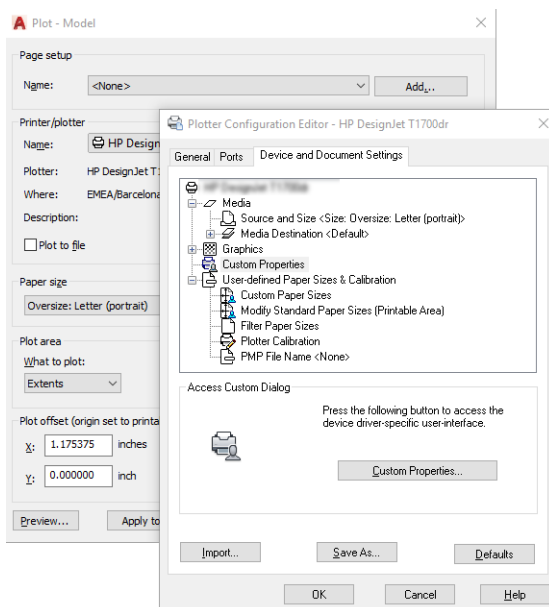 Plot - Model
Page setup
Name:
<None>
Add...
Printer/plotter
Name:
HP Design
Plotter:
HP DesignJet T1
Where:
EMEA/Barcelona
Description:
Plot to file
Paper size
Oversize: Letter (portrait)
Plot area
What to plot:
Extents
Plot offset (origin set to printa
X:
1.175375
inches
Y:
0.000000
inch
Preview...
Apply to
Plotter Configuration Editor - HP DesignJet T1700dr
General
Ports
Device and Document Settings
Media
Source and Size <Size: Oversize: Letter (portrait)>
Media Destination <Default>
Graphics
Custom Properties
User-defined Paper Sizes & Calibration
Custom Paper Sizes
Modify Standard Paper Sizes (Printable Area)
Filter Paper Sizes
Plotter Calibration
PMP File Name <None>
Access Custom Dialog
Press the following button to access the
device driver-specific user-interface.
Custom Properties...
Import...
Save As...
Defaults
OK
Cancel
Help